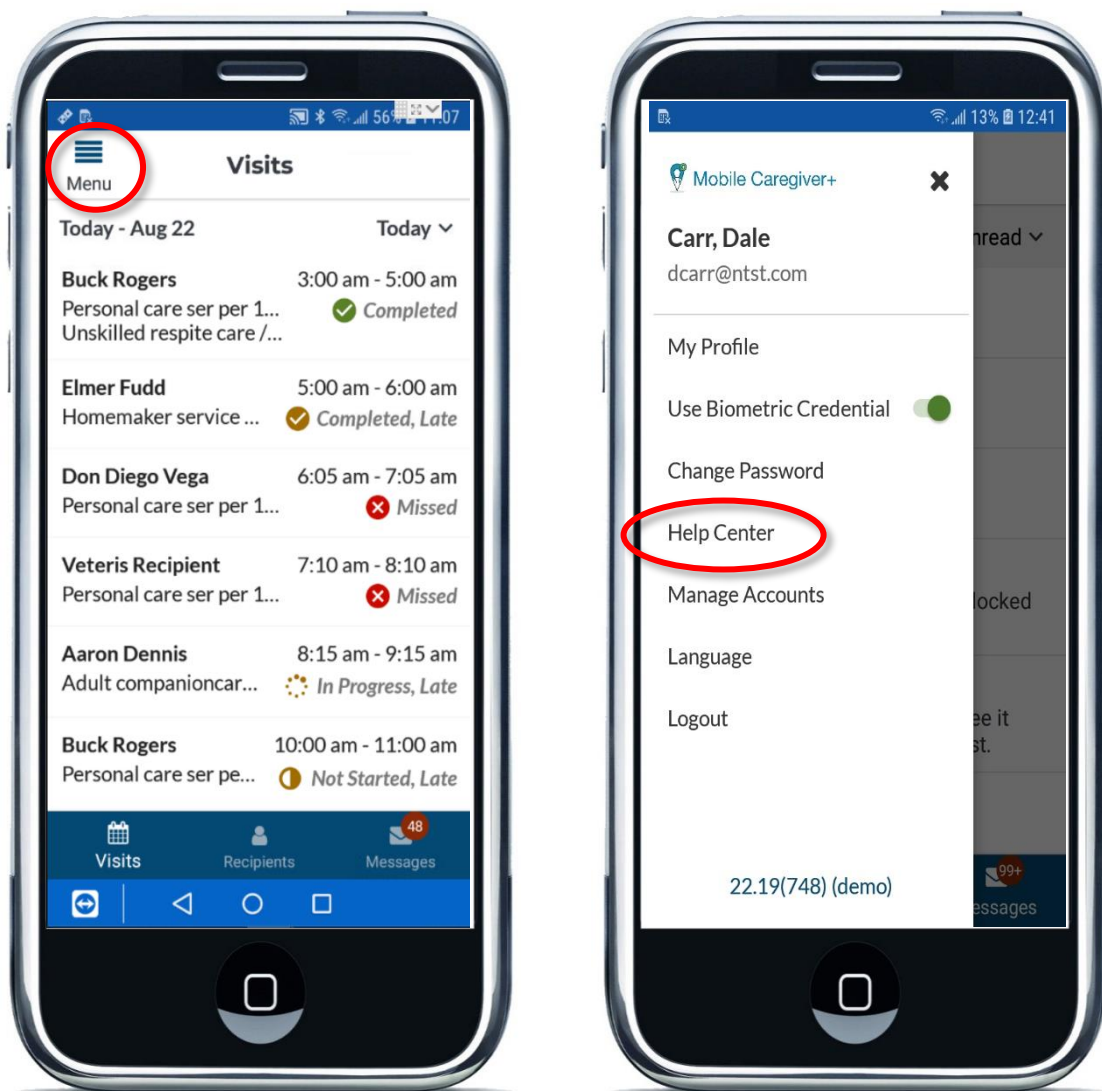 56%
Menu
Visits
Today - Aug 22 Today
Buck Rogers 3:00 am - 5:00 am
Personal care ser per 1... Completed
Unskilled respite care /...
Elmer Fudd 5:00 am - 6:00 am
Homemaker service ... Completed, Late
Don Diego Vega 6:05 am - 7:05 am
Personal care ser per 1... Missed
Veteris Recipient 7:10 am - 8:10 am
Personal care ser per 1... Missed
Aaron Dennis 8:15 am - 9:15 am
Adult companioncar... In Progress, Late
Buck Rogers 10:00 am - 11:00 am
Personal care ser pe... Not Started, Late
48
Visits Recipients Messages
13% 12:41
Mobile Caregiver+
Carr, Dale
nread
dcarr@ntst.com
My Profile
Use Biometric Credential
Change Password
Help Center
Manage Accounts
locked
Language
Logout
ee it
st.
22.19(748) (demo)
99+
essages